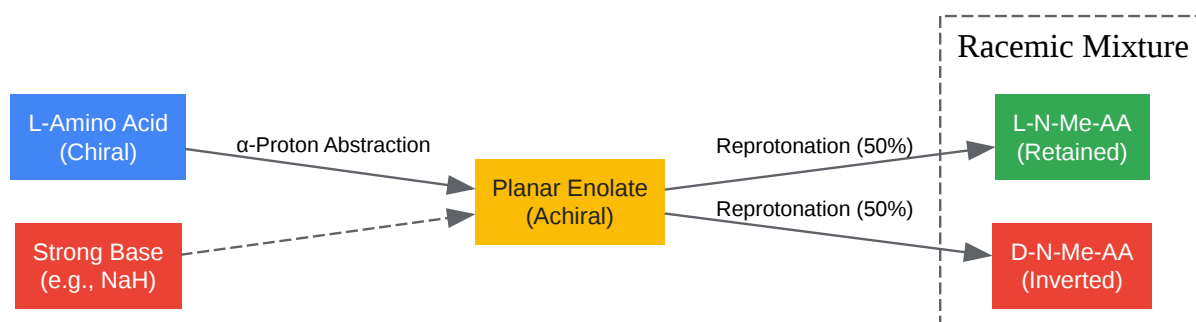 Racemic Mixture
L-Amino Acid
(Chiral)
α-Proton Abstraction
Strong Base
(e.g., NaH)
Planar Enolate
(Achiral)
Reprotonation (50%)
Reprotonation (50%)
L-N-Me-AA
(Retained)
D-N-Me-AA
(Inverted)